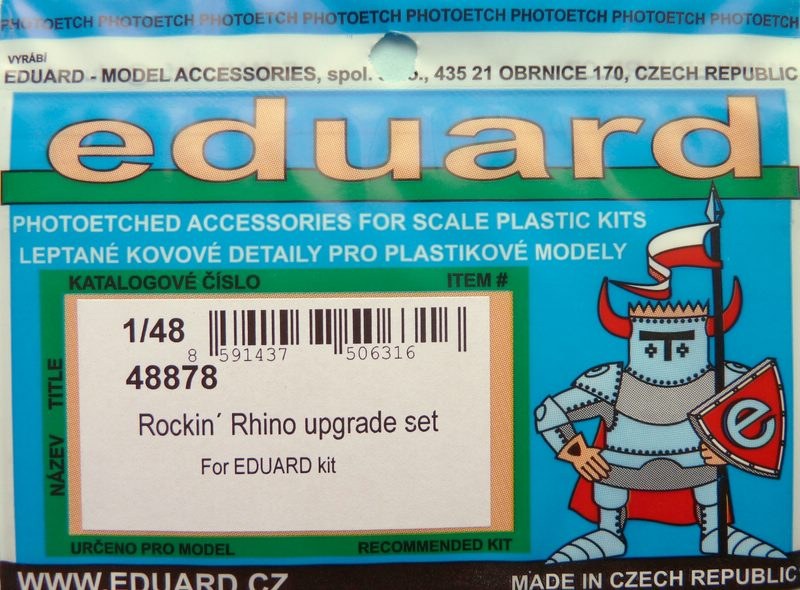 PHOTOETCH PHOTOETCH PHOTOETCH PHOTOETCH PHOTOETCH PHOTOETCH PHOTOETCH PHOTOETCH
VYRÁBÍ
EDUARD - MODEL ACCESSORIES, spol. , 435 21 OBRNICE 170, CZECH REPUBLIC
eduard
PHOTOETCHED ACCESSORIES FOR SCALE PLASTIC KITS
LEPTANÉ KOVOVÉ DETAILY PRO PLASTIKOVÉ MODELY
KATALOGOVÉ ČÍSLO ITEM #
1/48
8 591437 506316
48878
Rockin´ Rhino upgrade set
For EDUARD kit
NÁZEV TITLE
e
URČENO PRO MODEL RECOMMENDED KIT
WWW.EDUARD.CZ MADE IN CZECH REPUBLIC